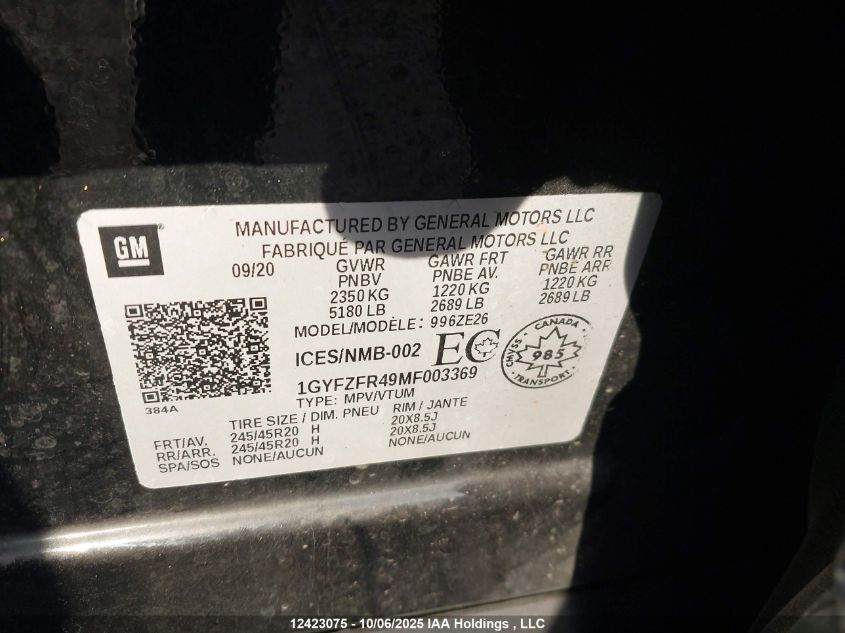 GM
MANUFACTURED BY GENERAL MOTORS LLC
FABRIQUÉ PAR GENERAL MOTORS LLC
09/20 GVWR GAWR FRT GAWR RR
PNBV PNBE AV. PNBE ARR
2350 KG 1220 KG 1220 KG
5180 LB 2689 LB 2689 LB
MODEL/MODÈLE: 996ZE26
ICES/NMB-002 EC
CANADA
CMVSS 985
TRANSPORT
1GYFZFR49MF003369
384A
TYPE: MPV/VTUM
TIRE SIZE / DIM. PNEU RIM / JANTE
FRT/AV. 245/45R20 H 20X8.5J
RR/ARR. 245/45R20 H 20X8.5J
SPA/SOS NONE/AUCUN NONE/AUCUN
12423075 - 10/06/2025 IAA Holdings , LLC